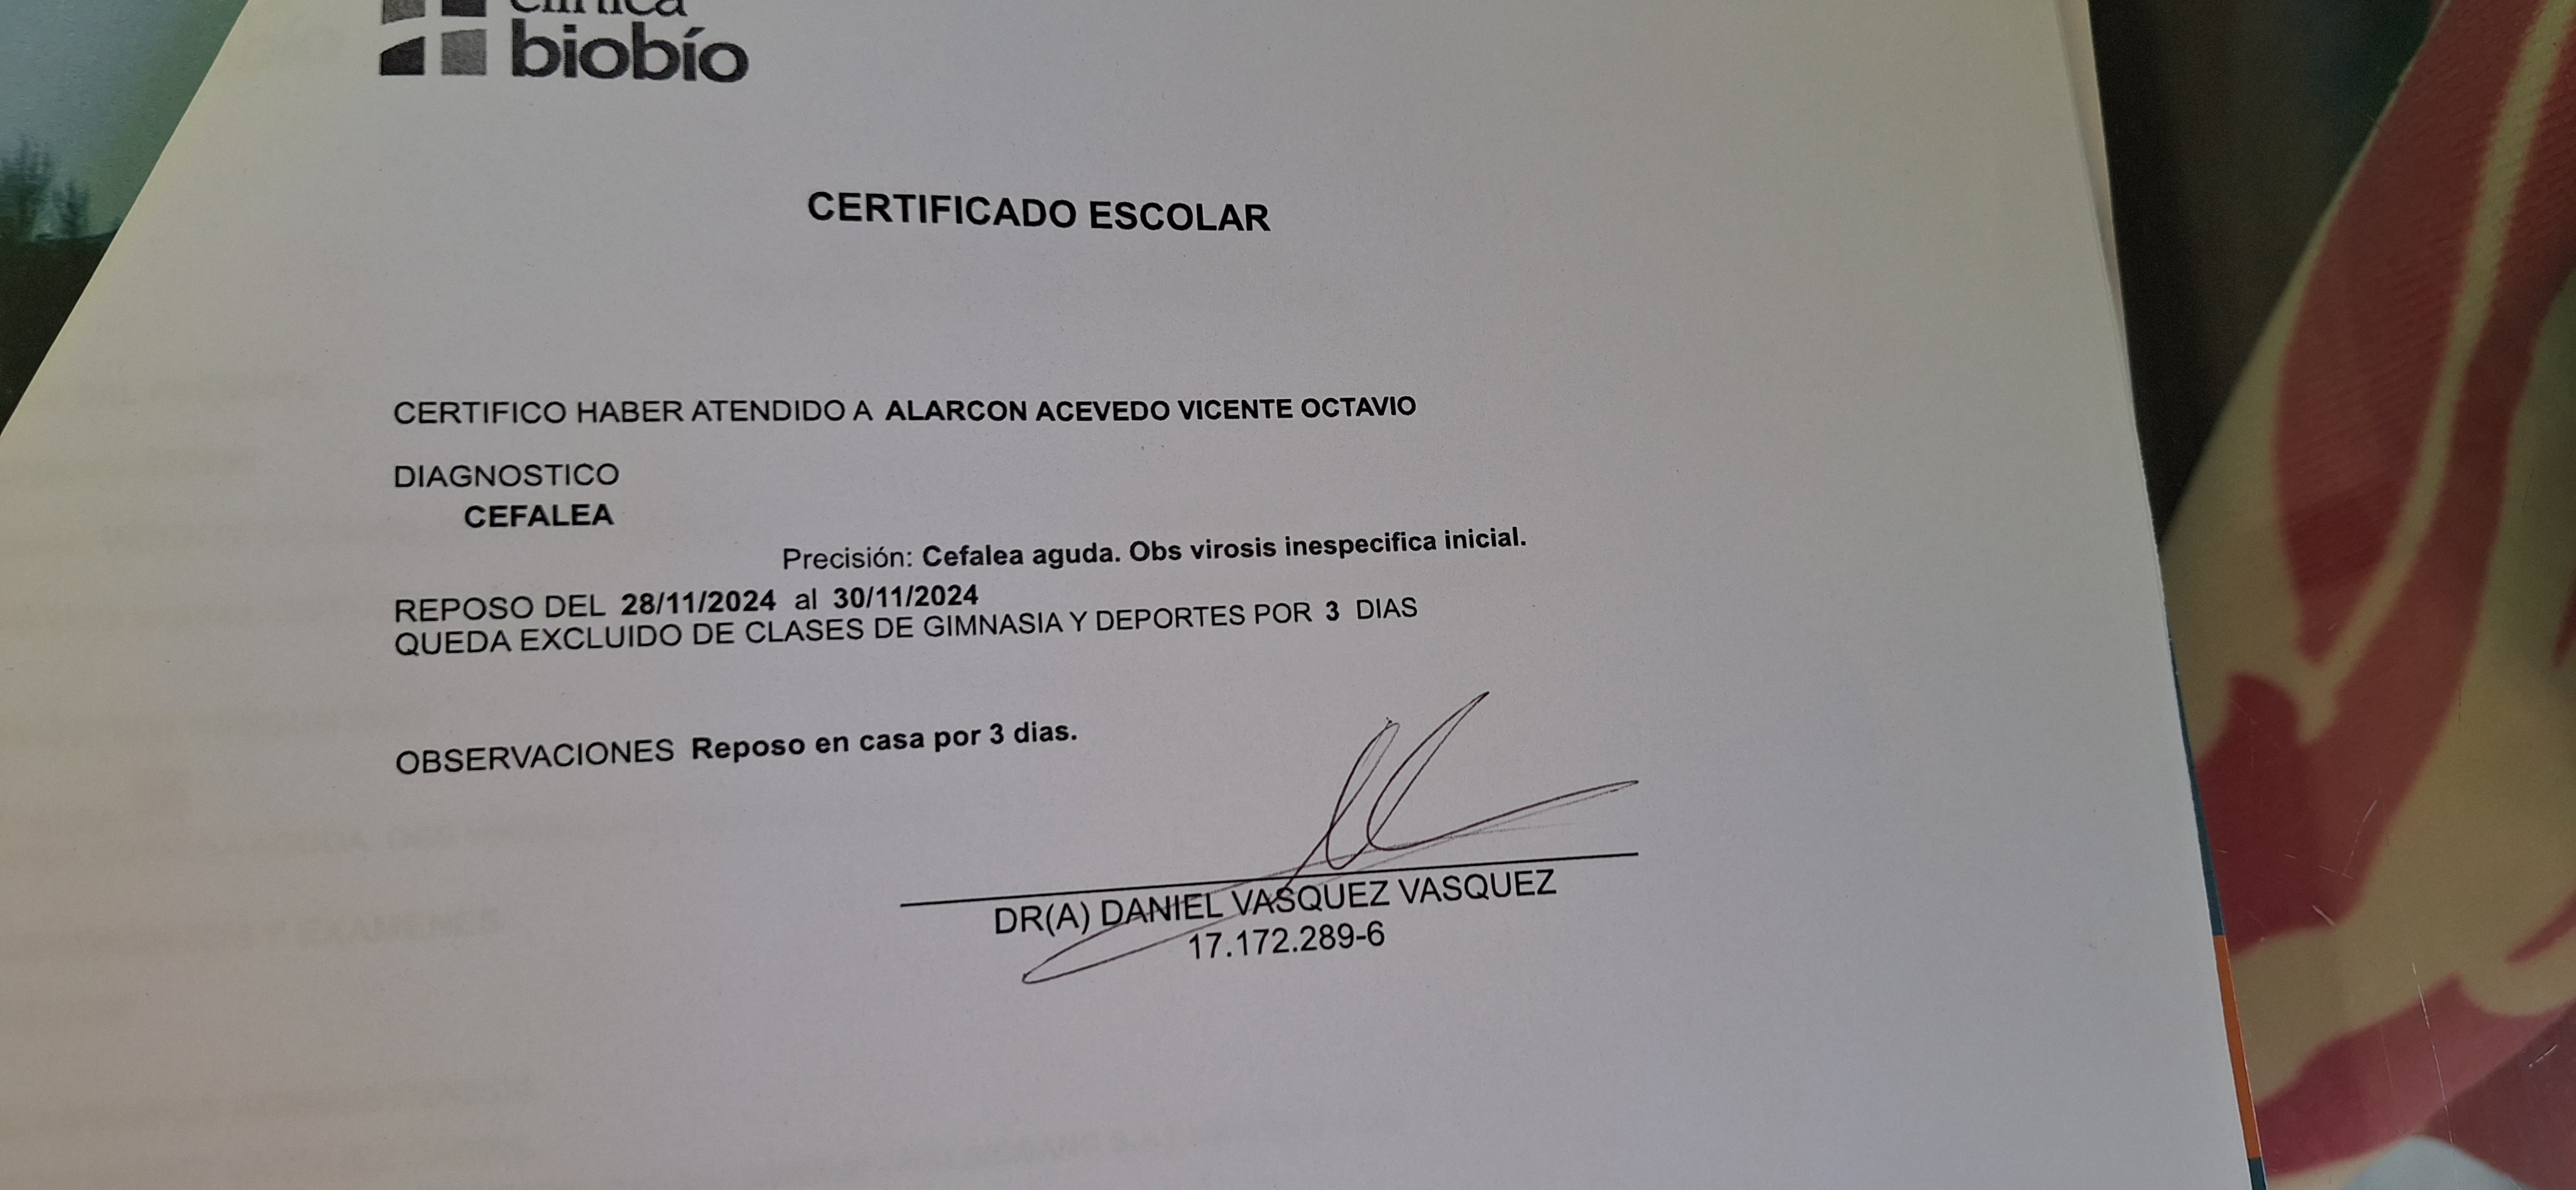 clínica
biobío
CERTIFICADO ESCOLAR
CERTIFICO HABER ATENDIDO A ALARCON ACEVEDO VICENTE OCTAVIO
DIAGNOSTICO
CEFALEA
Precisión: Cefalea aguda. Obs virosis inespecifica inicial.
REPOSO DEL 28/11/2024 al 30/11/2024
QUEDA EXCLUIDO DE CLASES DE GIMNASIA Y DEPORTES POR 3 DIAS
OBSERVACIONES Reposo en casa por 3 dias.
DR(A) DANIEL VASQUEZ VASQUEZ
17.172.289-6